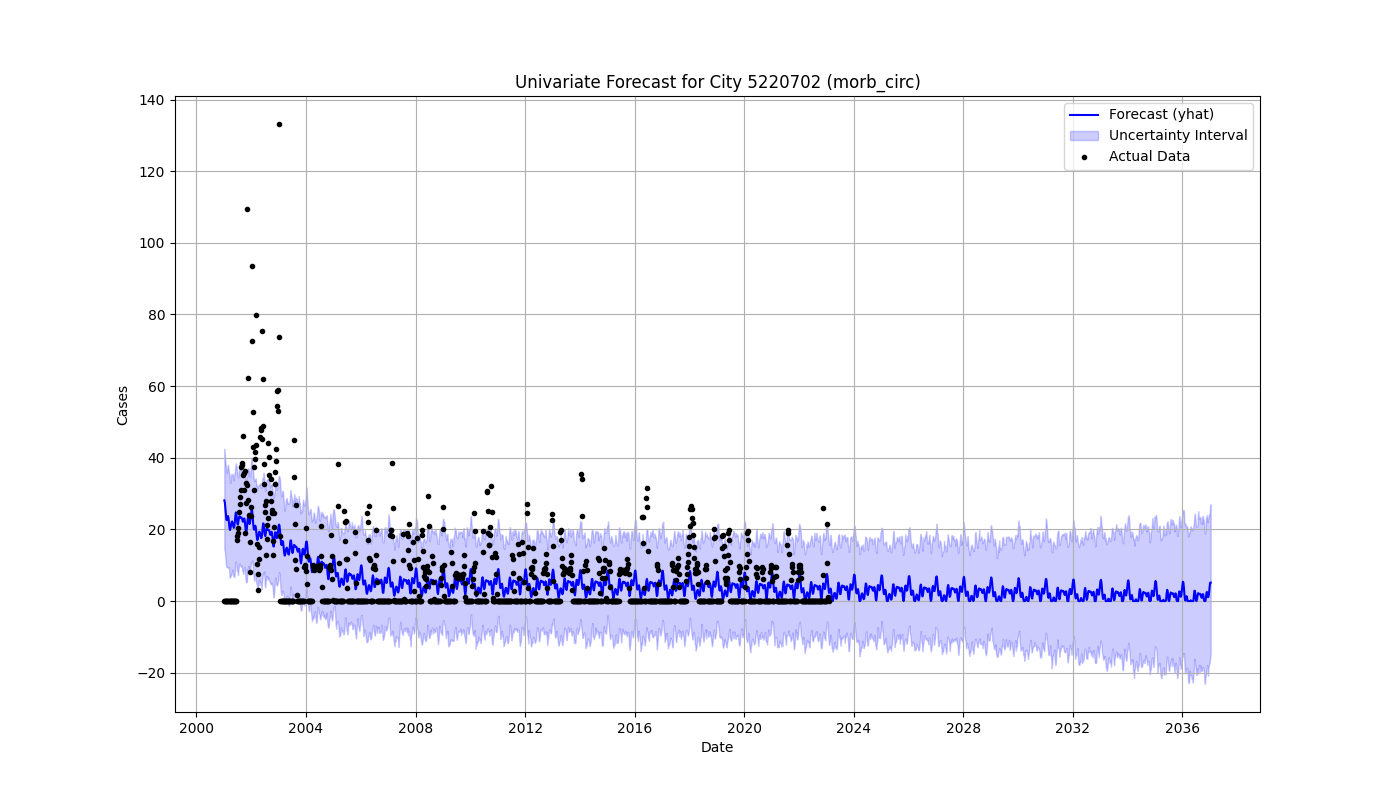 Univariate Forecast for City 5220702 (morb_circ)
Forecast (yhat)
Uncertainty Interval
Actual Data
Cases
140
120
100
80
60
40
20
0
−20
2000 2004 2008 2012 2016 2020 2024 2028 2032 2036
Date